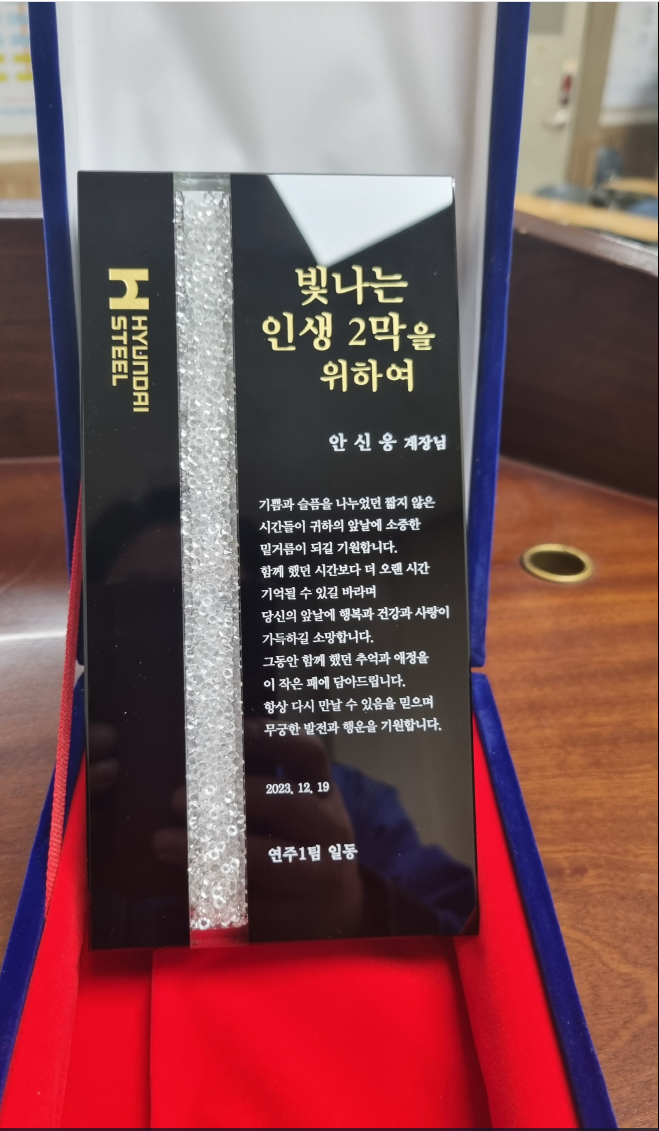 HYUNDAI
STEEL
빛나는
인생 2막을
위하여
안 신 웅 계장님
기쁨과 슬픔을 나누었던 짧지 않은
시간들이 귀하의 앞날에 소중한
밑거름이 되길 기원합니다.
함께 했던 시간보다 더 오랜 시간
기억될 수 있길 바라며
당신의 앞날에 행복과 건강과 사랑이
가득하길 소망합니다.
그동안 함께 했던 추억과 애정을
이 작은 패에 담아드립니다.
항상 다시 만날 수 있음을 믿으며
무궁한 발전과 행운을 기원합니다.
2023. 12. 19
연주1팀 일동